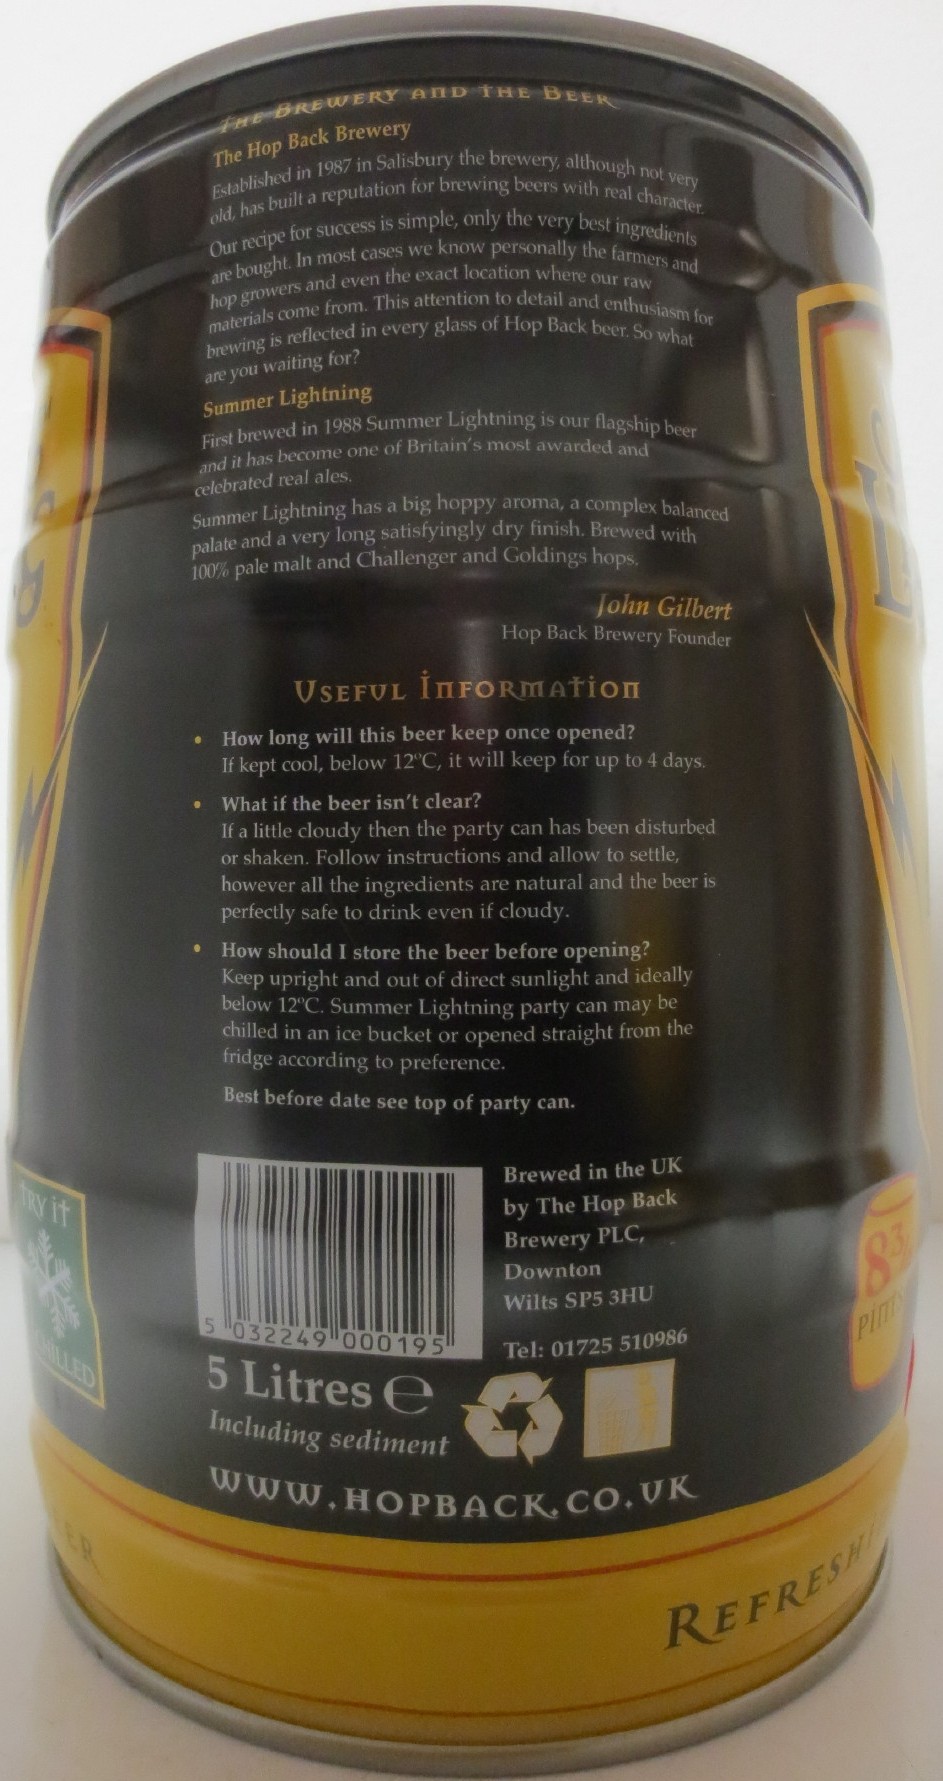 The Brewery and the Beer
The Hop Back Brewery
Established in 1987 in Salisbury the brewery, although not very
old, has built a reputation for brewing beers with real character.
Our recipe for success is simple, only the very best ingredients
are bought. In most cases we know personally the farmers and
hop growers and even the exact location where our raw
materials come from. This attention to detail and enthusiasm for
brewing is reflected in every glass of Hop Back beer. So what
are you waiting for?
Summer Lightning
First brewed in 1988 Summer Lightning is our flagship beer
and it has become one of Britain's most awarded and
celebrated real ales.
Summer Lightning has a big hoppy aroma, a complex balanced
palate and a very long satisfyingly dry finish. Brewed with
100% pale malt and Challenger and Goldings hops.
John Gilbert
Hop Back Brewery Founder
Useful Information
• How long will this beer keep once opened?
If kept cool, below 12°C, it will keep for up to 4 days.
• What if the beer isn't clear?
If a little cloudy then the party can has been disturbed
or shaken. Follow instructions and allow to settle,
however all the ingredients are natural and the beer is
perfectly safe to drink even if cloudy.
• How should I store the beer before opening?
Keep upright and out of direct sunlight and ideally
below 12°C. Summer Lightning party can may be
chilled in an ice bucket or opened straight from the
fridge according to preference.
Best before date see top of party can.
Brewed in the UK
by The Hop Back
Brewery PLC,
Downton
Wilts SP5 3HU
Tel: 01725 510986
5 032249 000195
5 Litres e
Including sediment
WWW.HOPBACK.CO.UK
TRY IT
CHILLED
8¾
PINTS
REFRESHI
ER